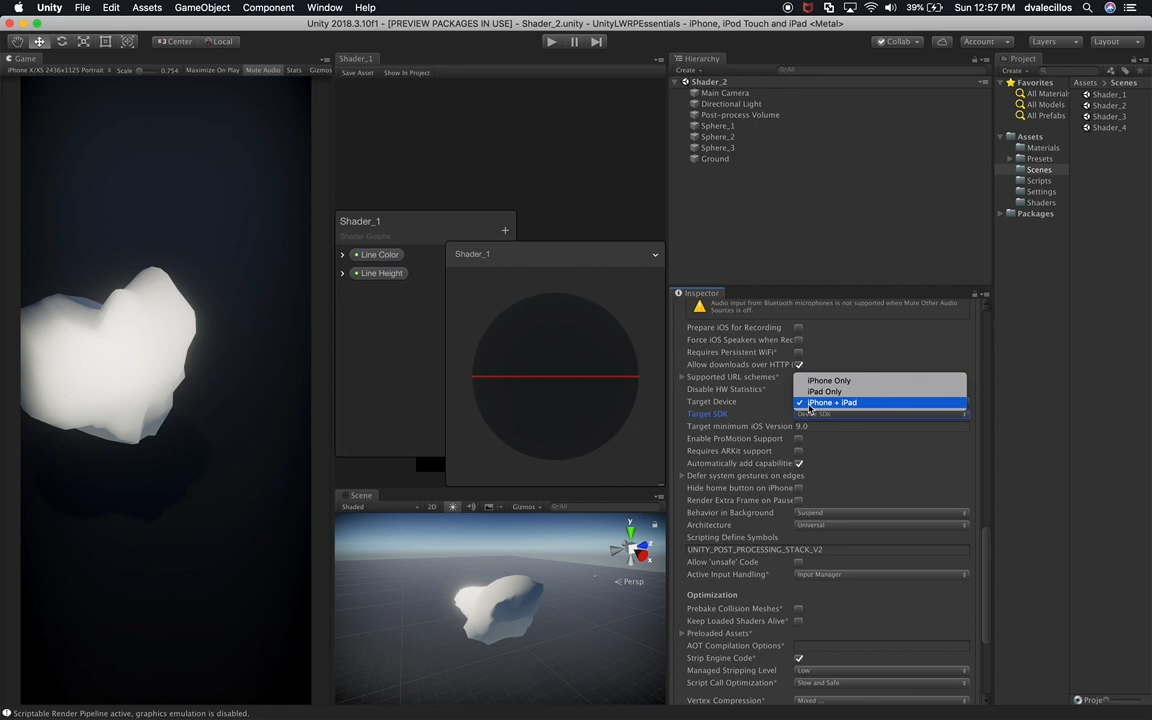 Unity File Edit Assets GameObject Component Window Help 39% Sun 12:57 PM dvalecillos
Unity 2018.3.10f1 - [PREVIEW PACKAGES IN USE] - Shader_2.unity - UnityLWRPEssentials - iPhone, iPod Touch and iPad <Metal>
Center Local Collab Account Layers Layout
Game
iPhone X/XS 2436x1125 Portrait Scale 0.754 Maximize On Play Mute Audio Stats Gizmos
Shader_1
Save Asset Show In Project
Shader_1
Shader Graphs
Line Color
Line Height
Shader_1
Scene
Shaded 2D Gizmos All
y
z
x
Persp
Hierarchy
Create All
Shader_2
Main Camera
Directional Light
Post-process Volume
Sphere_1
Sphere_2
Sphere_3
Ground
Inspector
Audio input from Bluetooth microphones is not supported when Mute Other Audio
Sources is off.
Prepare iOS for Recording
Force iOS Speakers when Rec
Requires Persistent WiFi*
Allow downloads over HTTP (
Supported URL schemes*
Disable HW Statistics*
Target Device
iPhone Only
iPad Only
iPhone + iPad
Target SDK
Target minimum iOS Version 9.0
Enable ProMotion Support
Requires ARKit support
Automatically add capabilitie
Defer system gestures on edges
Hide home button on iPhone
Render Extra Frame on Pause
Behavior in Background Suspend
Architecture Universal
Scripting Define Symbols
UNITY_POST_PROCESSING_STACK_V2
Allow 'unsafe' Code
Active Input Handling* Input Manager
Optimization
Prebake Collision Meshes*
Keep Loaded Shaders Alive*
Preloaded Assets*
AOT Compilation Options*
Strip Engine Code*
Managed Stripping Level Low
Script Call Optimization* Slow and Safe
Vertex Compression* Mixed ...
Project
Create
Favorites
All Material
All Models
All Prefabs
Assets
Materials
Presets
Scenes
Scripts
Settings
Shaders
Packages
Assets Scenes
Shader_1
Shader_2
Shader_3
Shader_4
Proje
Scriptable Render Pipeline active, graphics emulation is disabled.